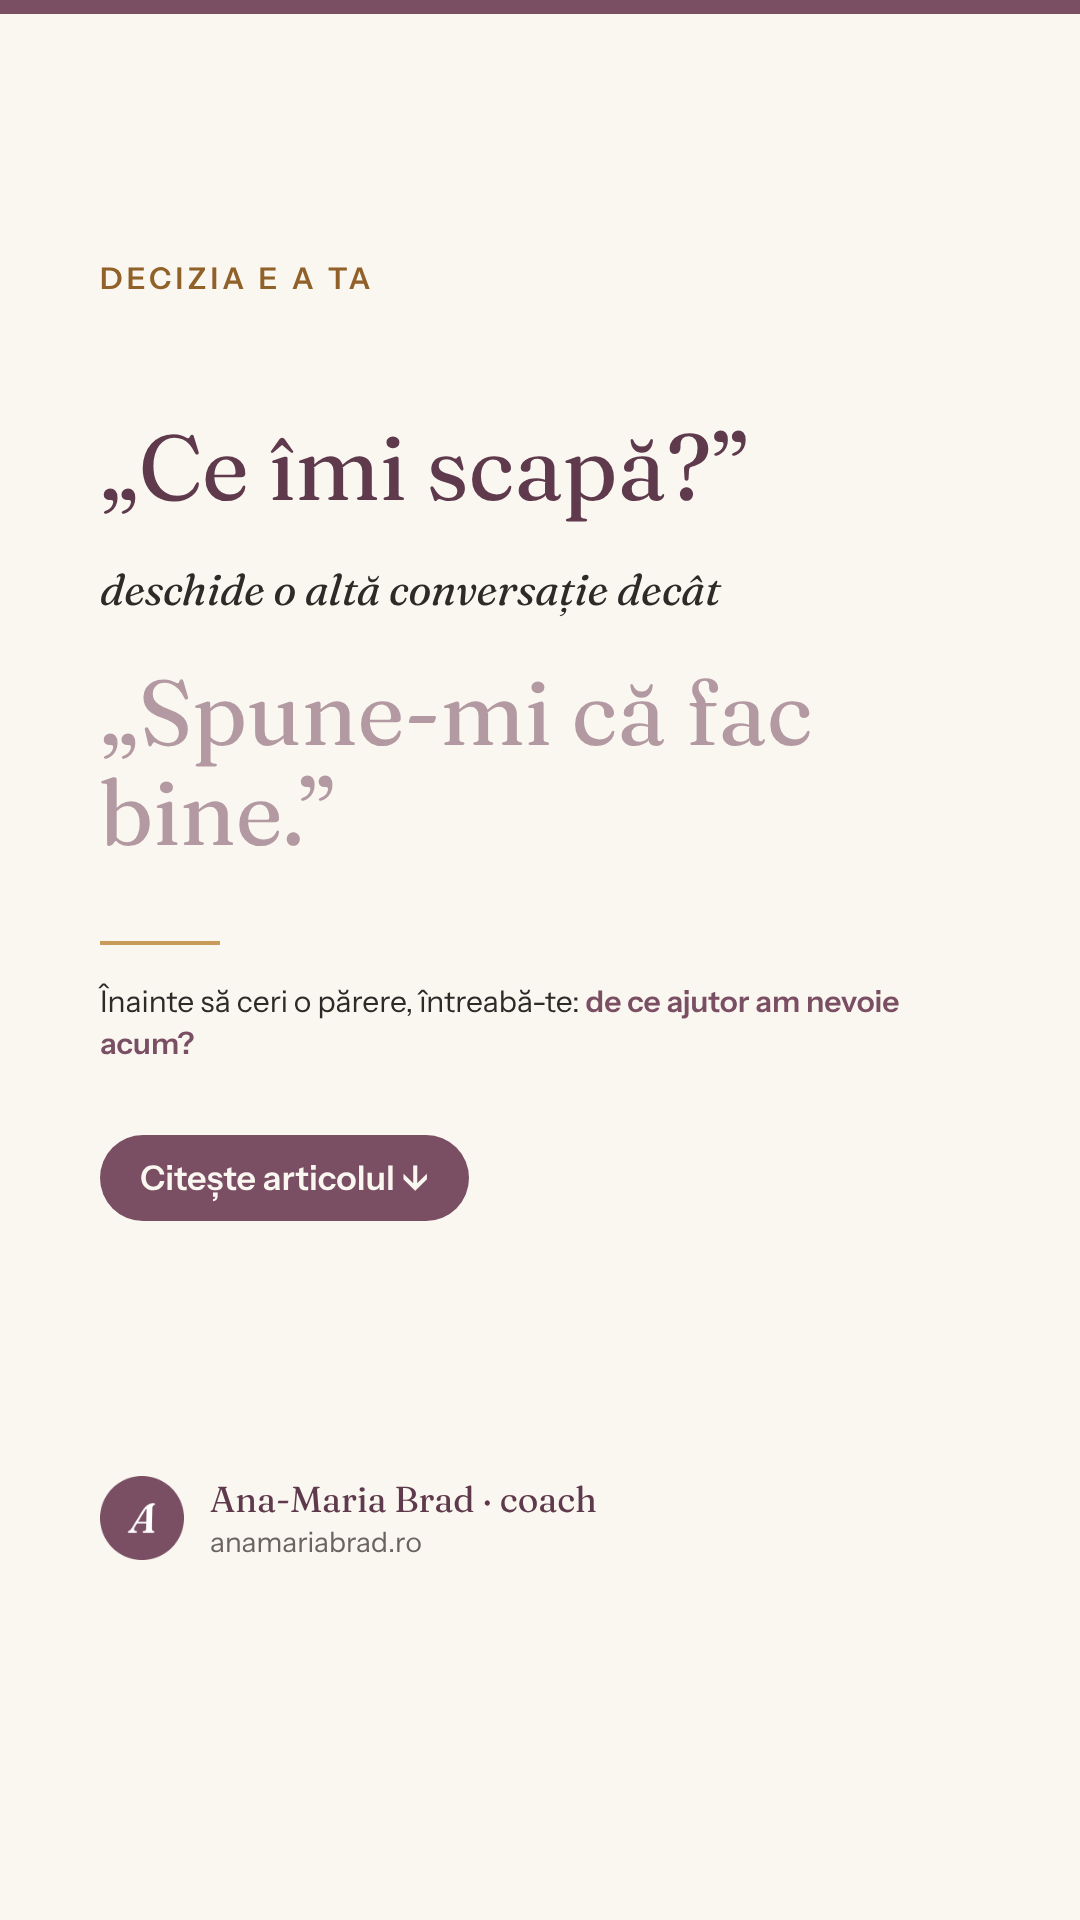 DECIZIA E A TA
„Ce îmi scapă?”
deschide o altă conversație decât
„Spune-mi că fac
bine.”
Înainte să ceri o părere, întreabă-te: de ce ajutor am nevoie
acum?
Citește articolul ↓
A
Ana-Maria Brad · coach
anamariabrad.ro